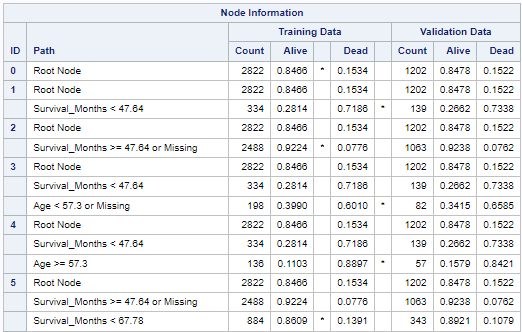 Node Information
Training Data Validation Data
ID Path Count Alive Dead Count Alive Dead
0 Root Node 2822 0.8466 * 0.1534 1202 0.8478 0.1522
1 Root Node 2822 0.8466 0.1534 1202 0.8478 0.1522
Survival_Months < 47.64 334 0.2814 0.7186 * 139 0.2662 0.7338
2 Root Node 2822 0.8466 0.1534 1202 0.8478 0.1522
Survival_Months >= 47.64 or Missing 2488 0.9224 * 0.0776 1063 0.9238 0.0762
3 Root Node 2822 0.8466 0.1534 1202 0.8478 0.1522
Survival_Months < 47.64 334 0.2814 0.7186 139 0.2662 0.7338
Age < 57.3 or Missing 198 0.3990 0.6010 * 82 0.3415 0.6585
4 Root Node 2822 0.8466 0.1534 1202 0.8478 0.1522
Survival_Months < 47.64 334 0.2814 0.7186 139 0.2662 0.7338
Age >= 57.3 136 0.1103 0.8897 * 57 0.1579 0.8421
5 Root Node 2822 0.8466 0.1534 1202 0.8478 0.1522
Survival_Months >= 47.64 or Missing 2488 0.9224 0.0776 1063 0.9238 0.0762
Survival_Months < 67.78 884 0.8609 * 0.1391 343 0.8921 0.1079